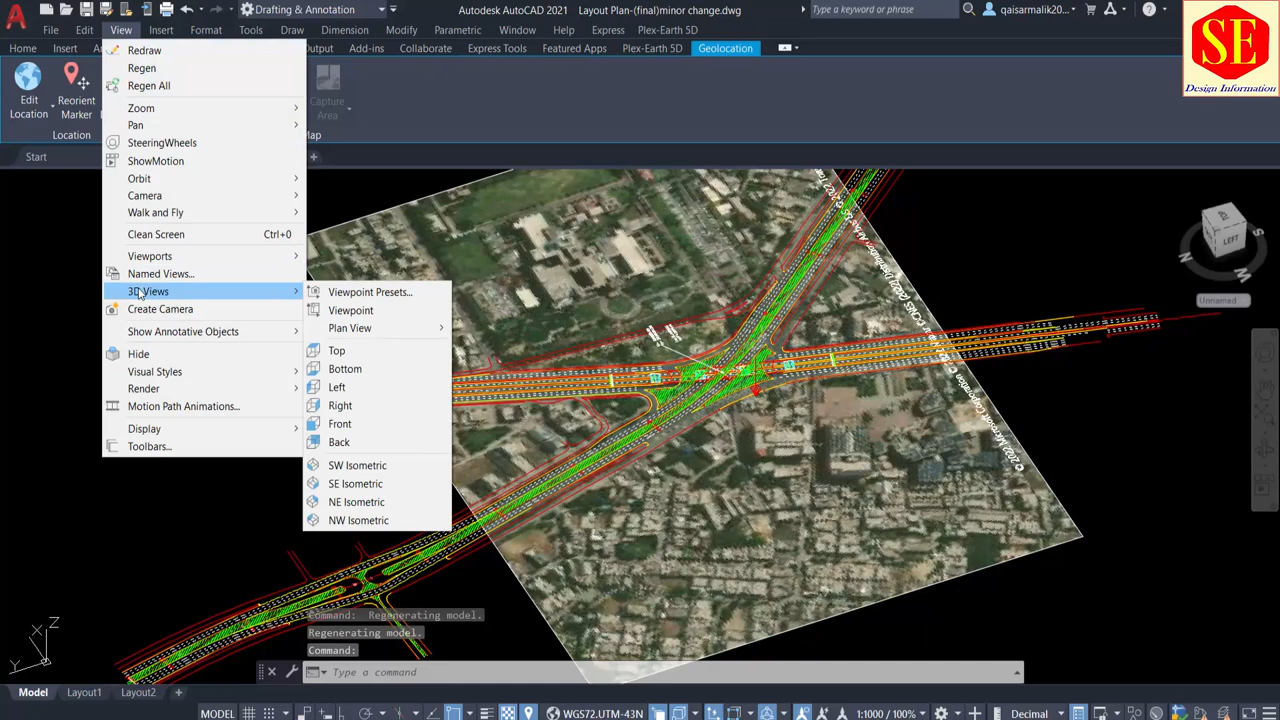 Drafting & Annotation
Autodesk AutoCAD 2021 Layout Plan-(final)minor change.dwg
Type a keyword or phrase
qaisarmalik20...
SE
Design Information
File Edit View Insert Format Tools Draw Dimension Modify Parametric Window Help Express Plex-Earth 5D
Home Insert Output Add-ins Collaborate Express Tools Featured Apps Plex-Earth 5D Geolocation
Edit Location
Reorient Marker
Capture Area
Location
Map
Start
Redraw
Regen
Regen All
Zoom
Pan
SteeringWheels
ShowMotion
Orbit
Camera
Walk and Fly
Clean Screen Ctrl+0
Viewports
Named Views...
3D Views
Create Camera
Show Annotative Objects
Hide
Visual Styles
Render
Motion Path Animations...
Display
Toolbars...
Viewpoint Presets...
Viewpoint
Plan View
Top
Bottom
Left
Right
Front
Back
SW Isometric
SE Isometric
NE Isometric
NW Isometric
TOP
LEFT
S
N
W
Unnamed
Command: Regenerating model.
Regenerating model.
Command:
Type a command
X Z
Y
Model Layout1 Layout2 +
MODEL WGS72.UTM-43N 1:1000 / 100% Decimal